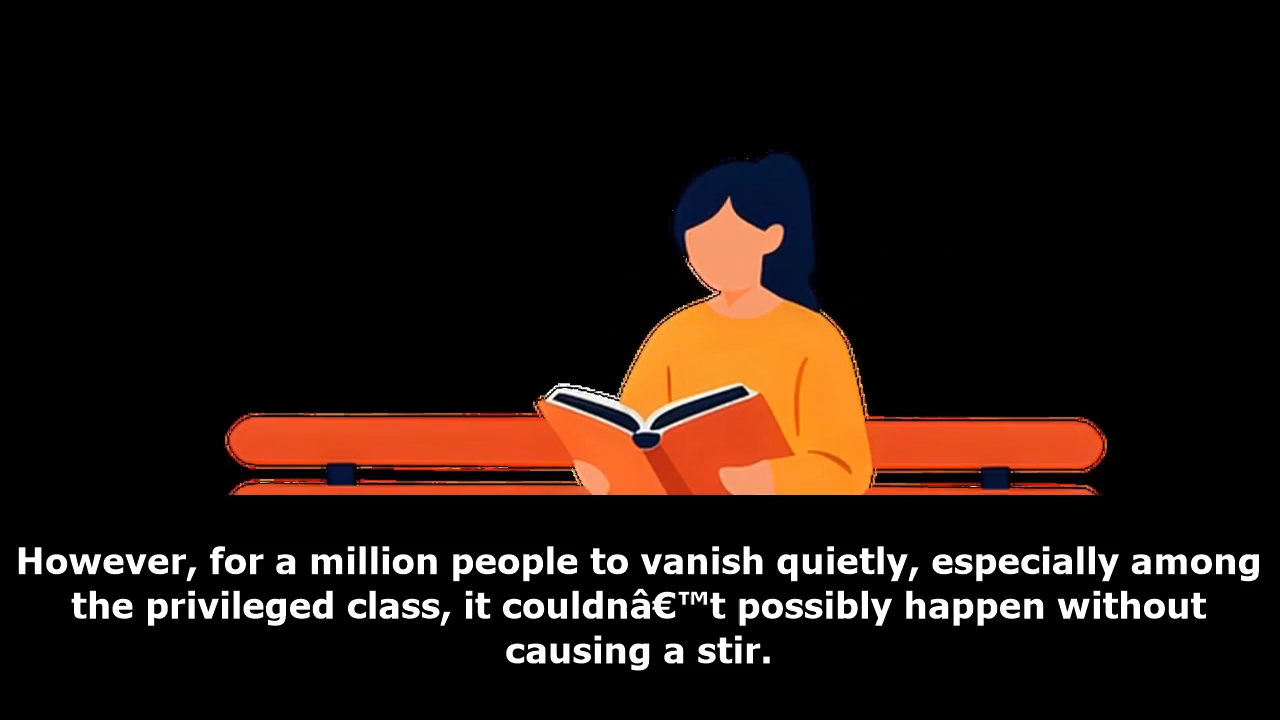 However, for a million people to vanish quietly, especially among
the privileged class, it couldnâ€™t possibly happen without
causing a stir.